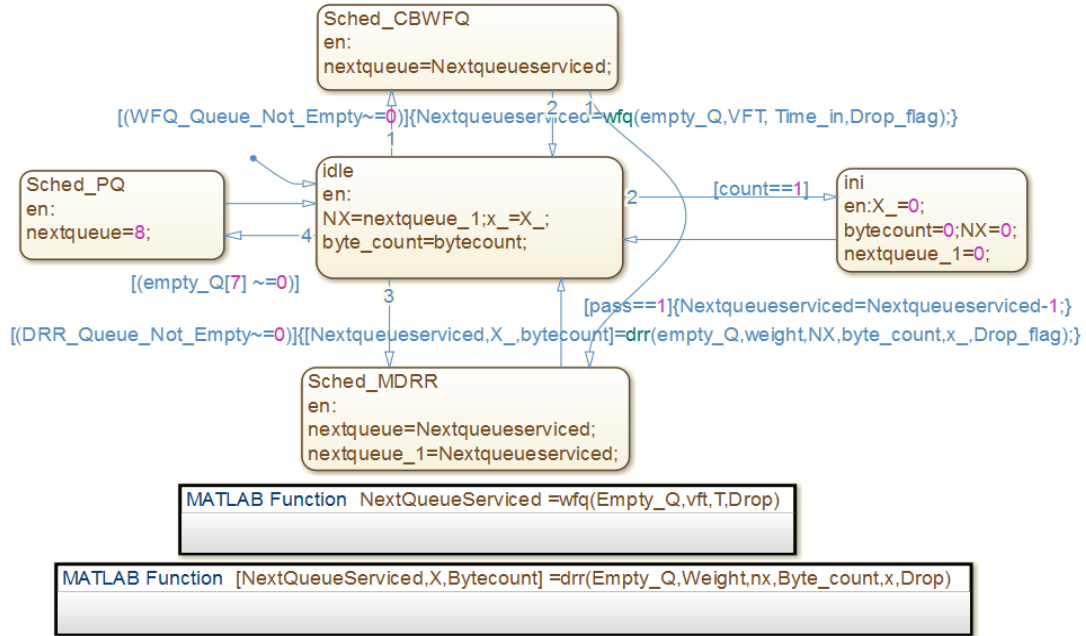 Sched_CBWFQ
en:
nextqueue=Nextqueueserviced;
2 1
[(WFQ_Queue_Not_Empty~=0)]{Nextqueueserviced=wfq(empty_Q,VFT, Time_in,Drop_flag);}
1
Sched_PQ
en:
nextqueue=8;
idle
en:
NX=nextqueue_1;x_=X_;
byte_count=bytecount;
2
[count==1]
ini
en:X_=0;
bytecount=0;NX=0;
nextqueue_1=0;
4
[(empty_Q[7] ~=0)]
3
[pass==1]{Nextqueueserviced=Nextqueueserviced-1;}
[(DRR_Queue_Not_Empty~=0)]{[Nextqueueserviced,X_,bytecount]=drr(empty_Q,weight,NX,byte_count,x_,Drop_flag);}
Sched_MDRR
en:
nextqueue=Nextqueueserviced;
nextqueue_1=Nextqueueserviced;
MATLAB Function NextQueueServiced =wfq(Empty_Q,vft,T,Drop)
MATLAB Function [NextQueueServiced,X,Bytecount] =drr(Empty_Q,Weight,nx,Byte_count,x,Drop)